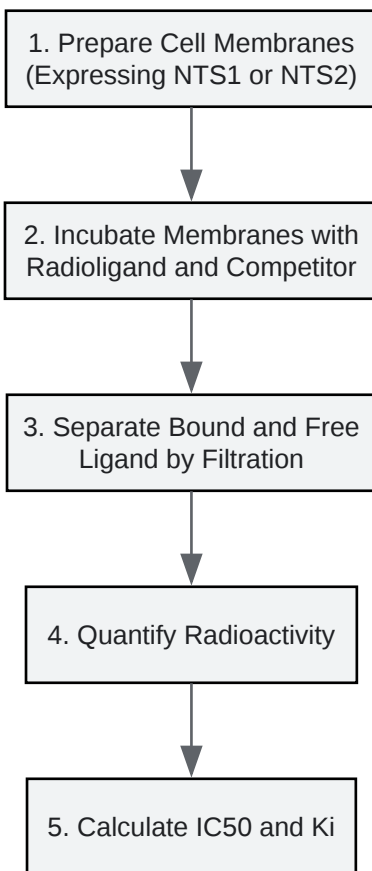 1. Prepare Cell Membranes
(Expressing NTS1 or NTS2)
2. Incubate Membranes with
Radioligand and Competitor
3. Separate Bound and Free
Ligand by Filtration
4. Quantify Radioactivity
5. Calculate IC50 and Ki